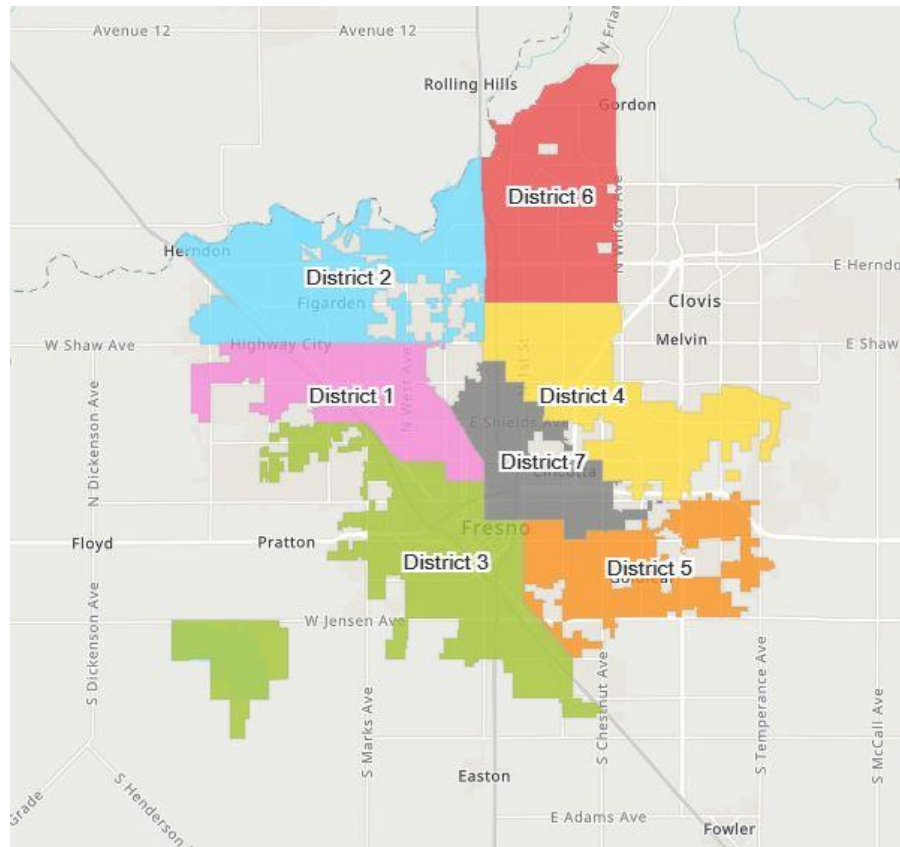 Avenue 12
Avenue 12
N Friar
Rolling Hills
Gordon
District 6
N Willow Ave
Herndon
E Herndo
District 2
Figarden
Clovis
W Shaw Ave
Highway City
1st St
Melvin
E Shaw
District 1
N West Ave
District 4
E Shields Ave
N Dickenson Ave
District 7
Fresno
Floyd
Pratton
District 3
District 5
W Jensen Ave
S Dickenson Ave
S Marks Ave
S Chestnut Ave
S Temperance Ave
S McCall Ave
Easton
S Henderson A
Grade
E Adams Ave
Fowler